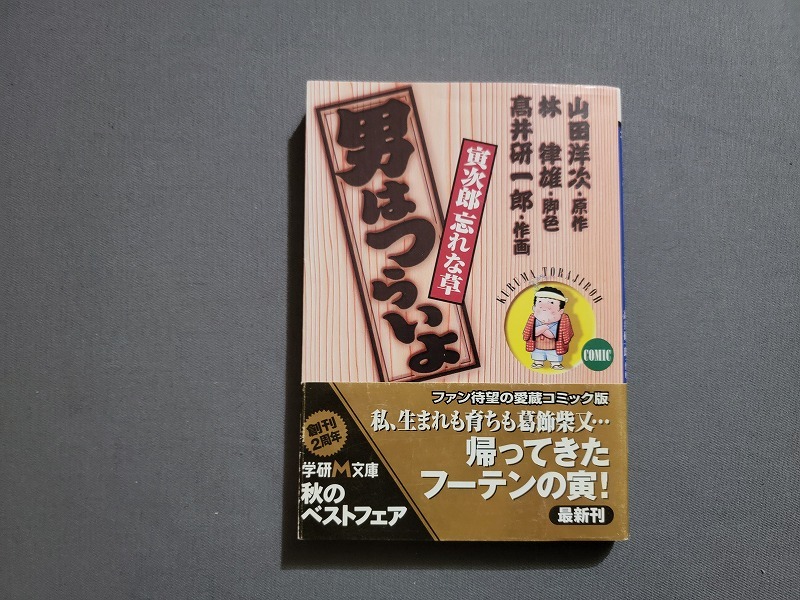 山田洋次・原作
林 律雄・脚色
高井研一郎・作画
男はつらいよ
寅次郎 忘れな草
KURUMA TORAJIROH
COMIC
ファン待望の愛蔵コミック版
私、生まれも育ちも葛飾柴又…
帰ってきた
フーテンの寅!
最新刊
創刊
2周年
学研M文庫
秋の
ベストフェア